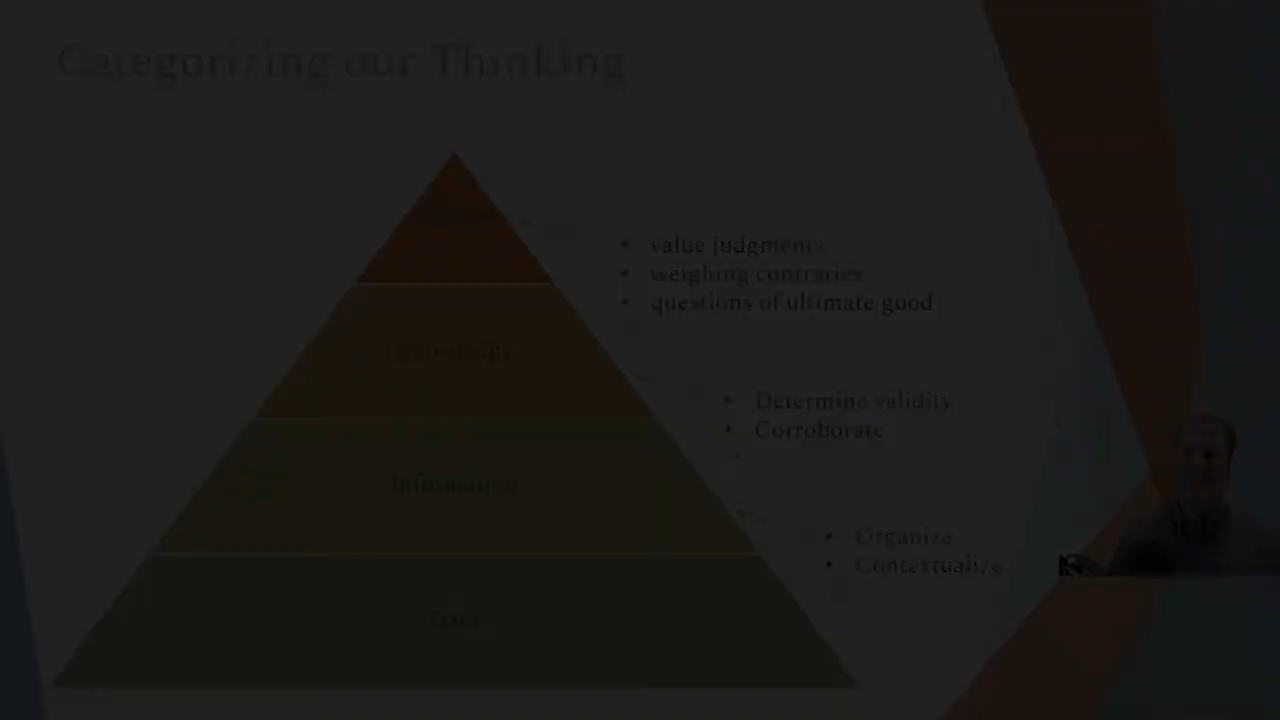 Categorizing our Thinking
• value judgments
• weighing contraries
• questions of ultimate good
Knowledge
• Determine validity
• Corroborate
•
Information
• Organize
• Contextualize
Data